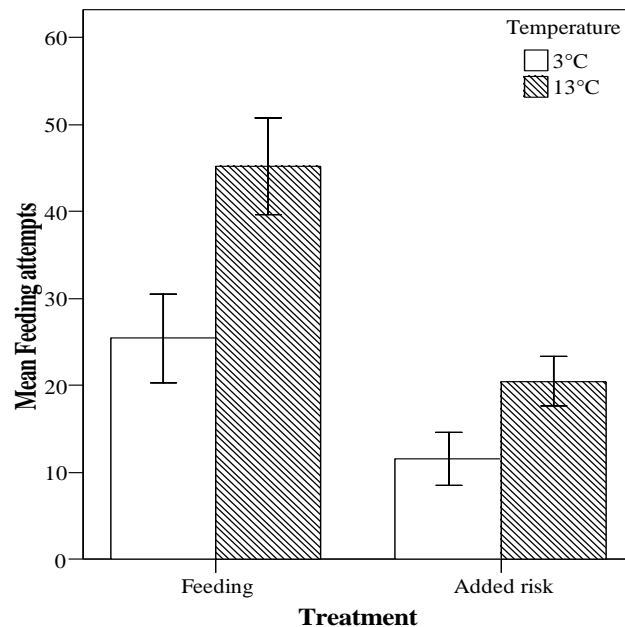 Temperature
3°C
13°C
60
50
40
30
20
10
0
Mean Feeding attempts
Feeding
Added risk
Treatment